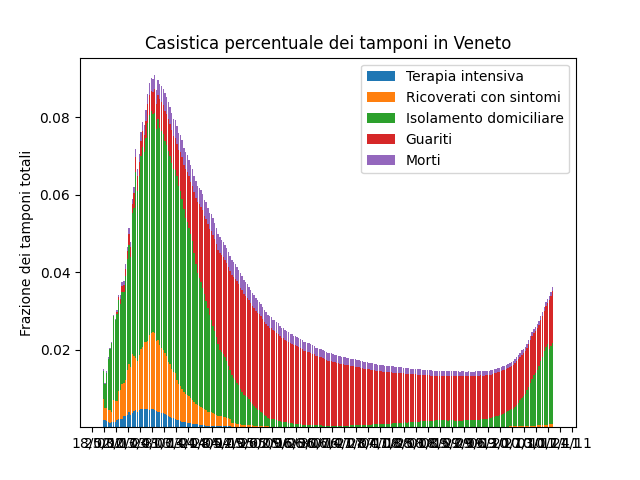 Casistica percentuale dei tamponi in Veneto
Terapia intensiva
Ricoverati con sintomi
Isolamento domiciliare
Guariti
Morti
Frazione dei tamponi totali
0.08
0.06
0.04
0.02